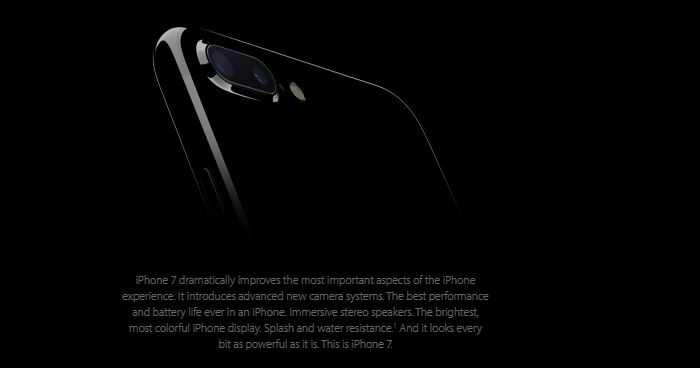 iPhone 7 dramatically improves the most important aspects of the iPhone
experience. It introduces advanced new camera systems. The best performance
and battery life ever in an iPhone. Immersive stereo speakers. The brightest,
most colorful iPhone display. Splash and water resistance.¹ And it looks every
bit as powerful as it is. This is iPhone 7.